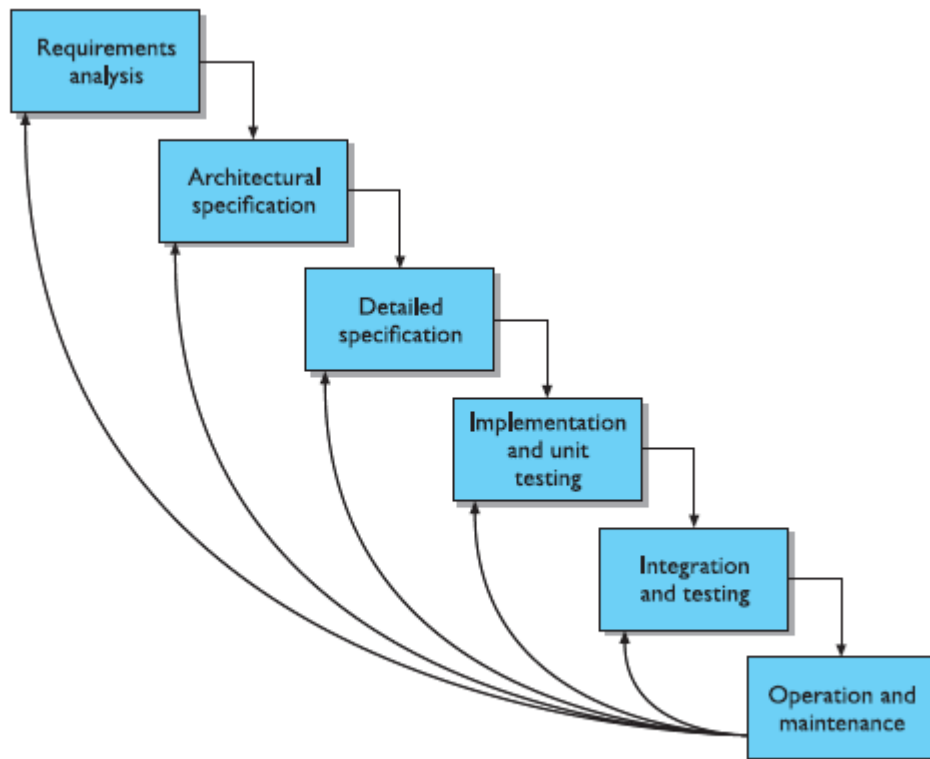 Requirements
analysis
Architectural
specification
Detailed
specification
Implementation
and unit
testing
Integration
and testing
Operation and
maintenance